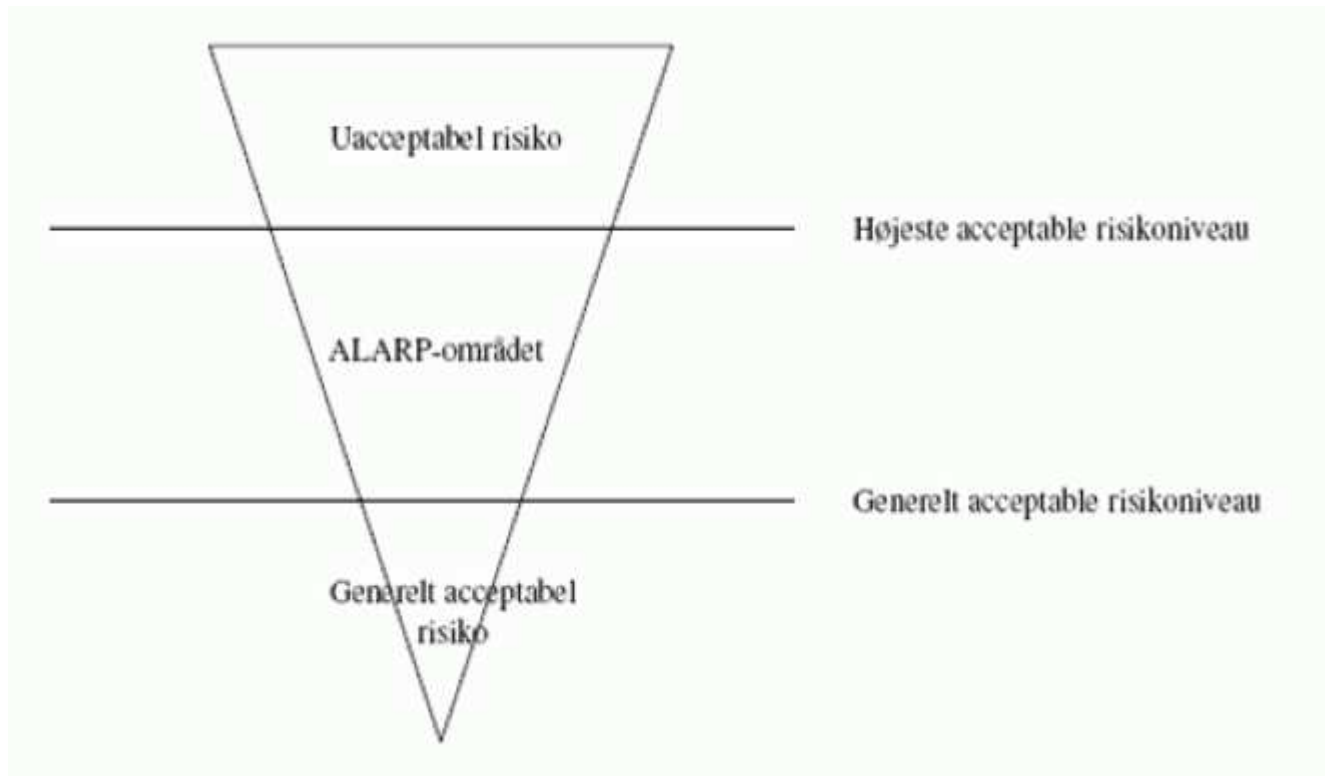 Uacceptabel risiko
Højeste acceptable risikoniveau
ALARP-området
Generelt acceptable risikoniveau
Generelt acceptabel
risiko